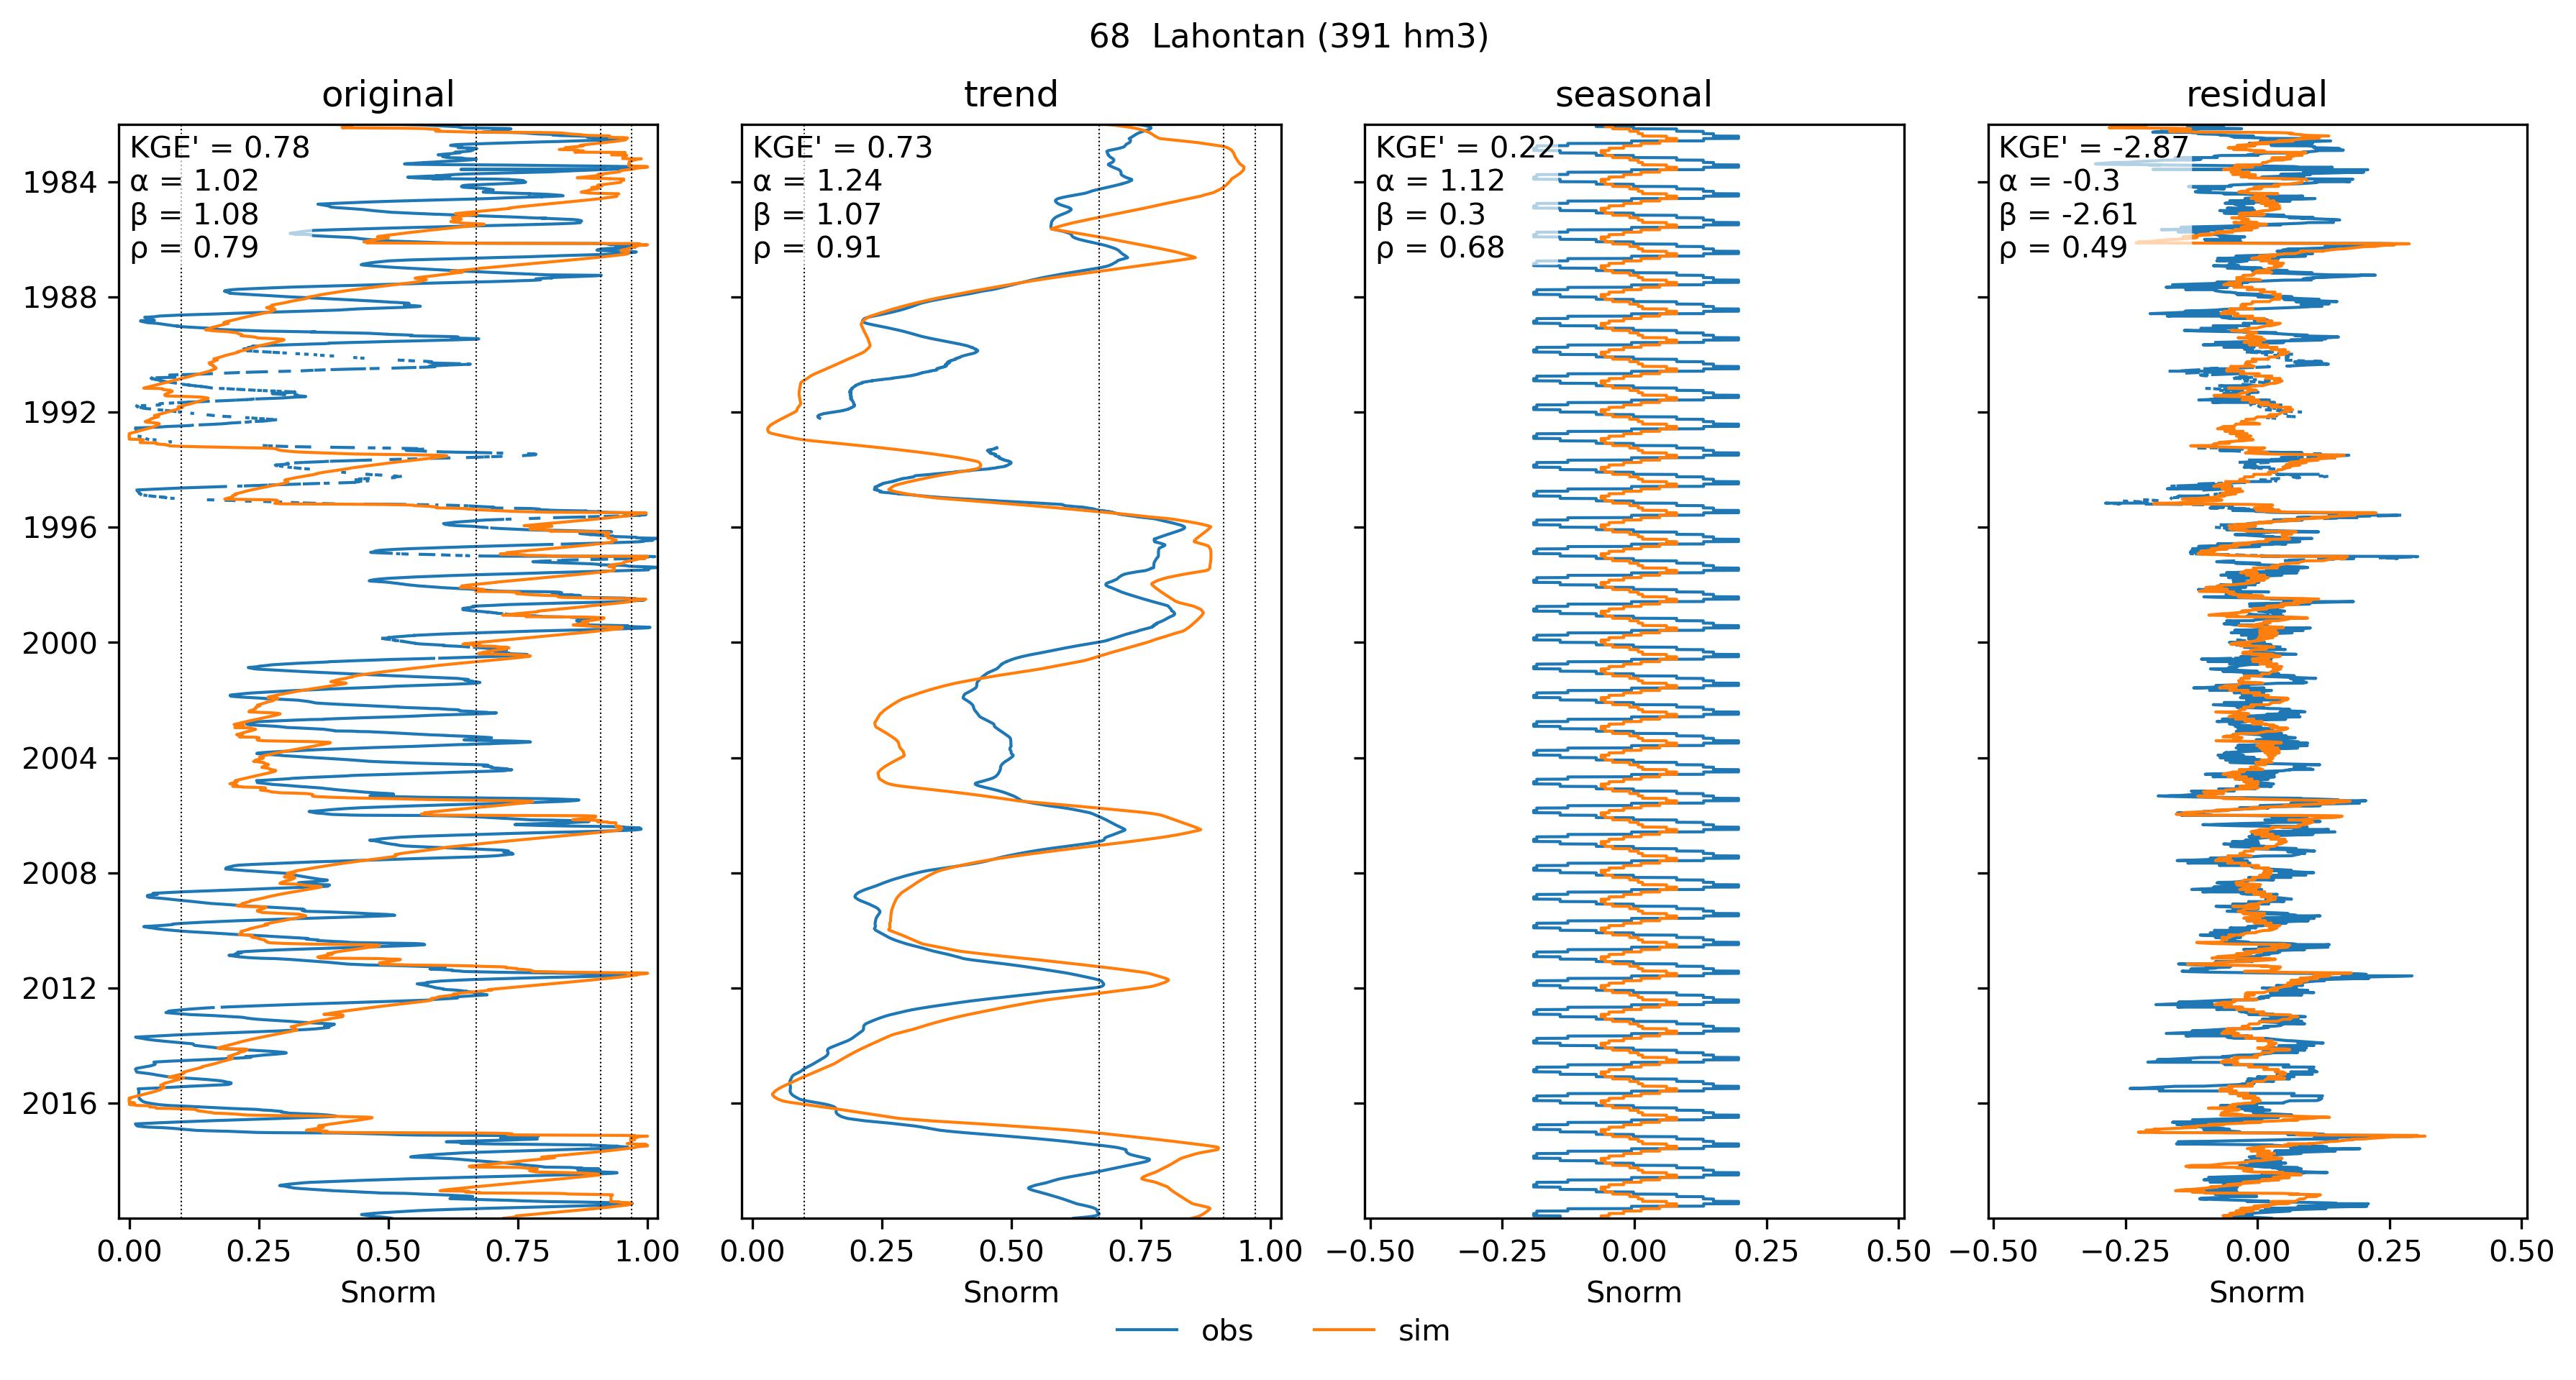 68  Lahontan (391 hm3)
original
trend
seasonal
residual
KGE' = 0.78
α = 1.02
β = 1.08
ρ = 0.79
KGE' = 0.73
α = 1.24
β = 1.07
ρ = 0.91
KGE' = 0.22
α = 1.12
β = 0.3
ρ = 0.68
KGE' = -2.87
α = -0.3
β = -2.61
ρ = 0.49
1984
1988
1992
1996
2000
2004
2008
2012
2016
0.00 0.25 0.50 0.75 1.00
0.00 0.25 0.50 0.75 1.00
−0.50 −0.25 0.00 0.25 0.50
−0.50 −0.25 0.00 0.25 0.50
Snorm
Snorm
Snorm
Snorm
obs
sim